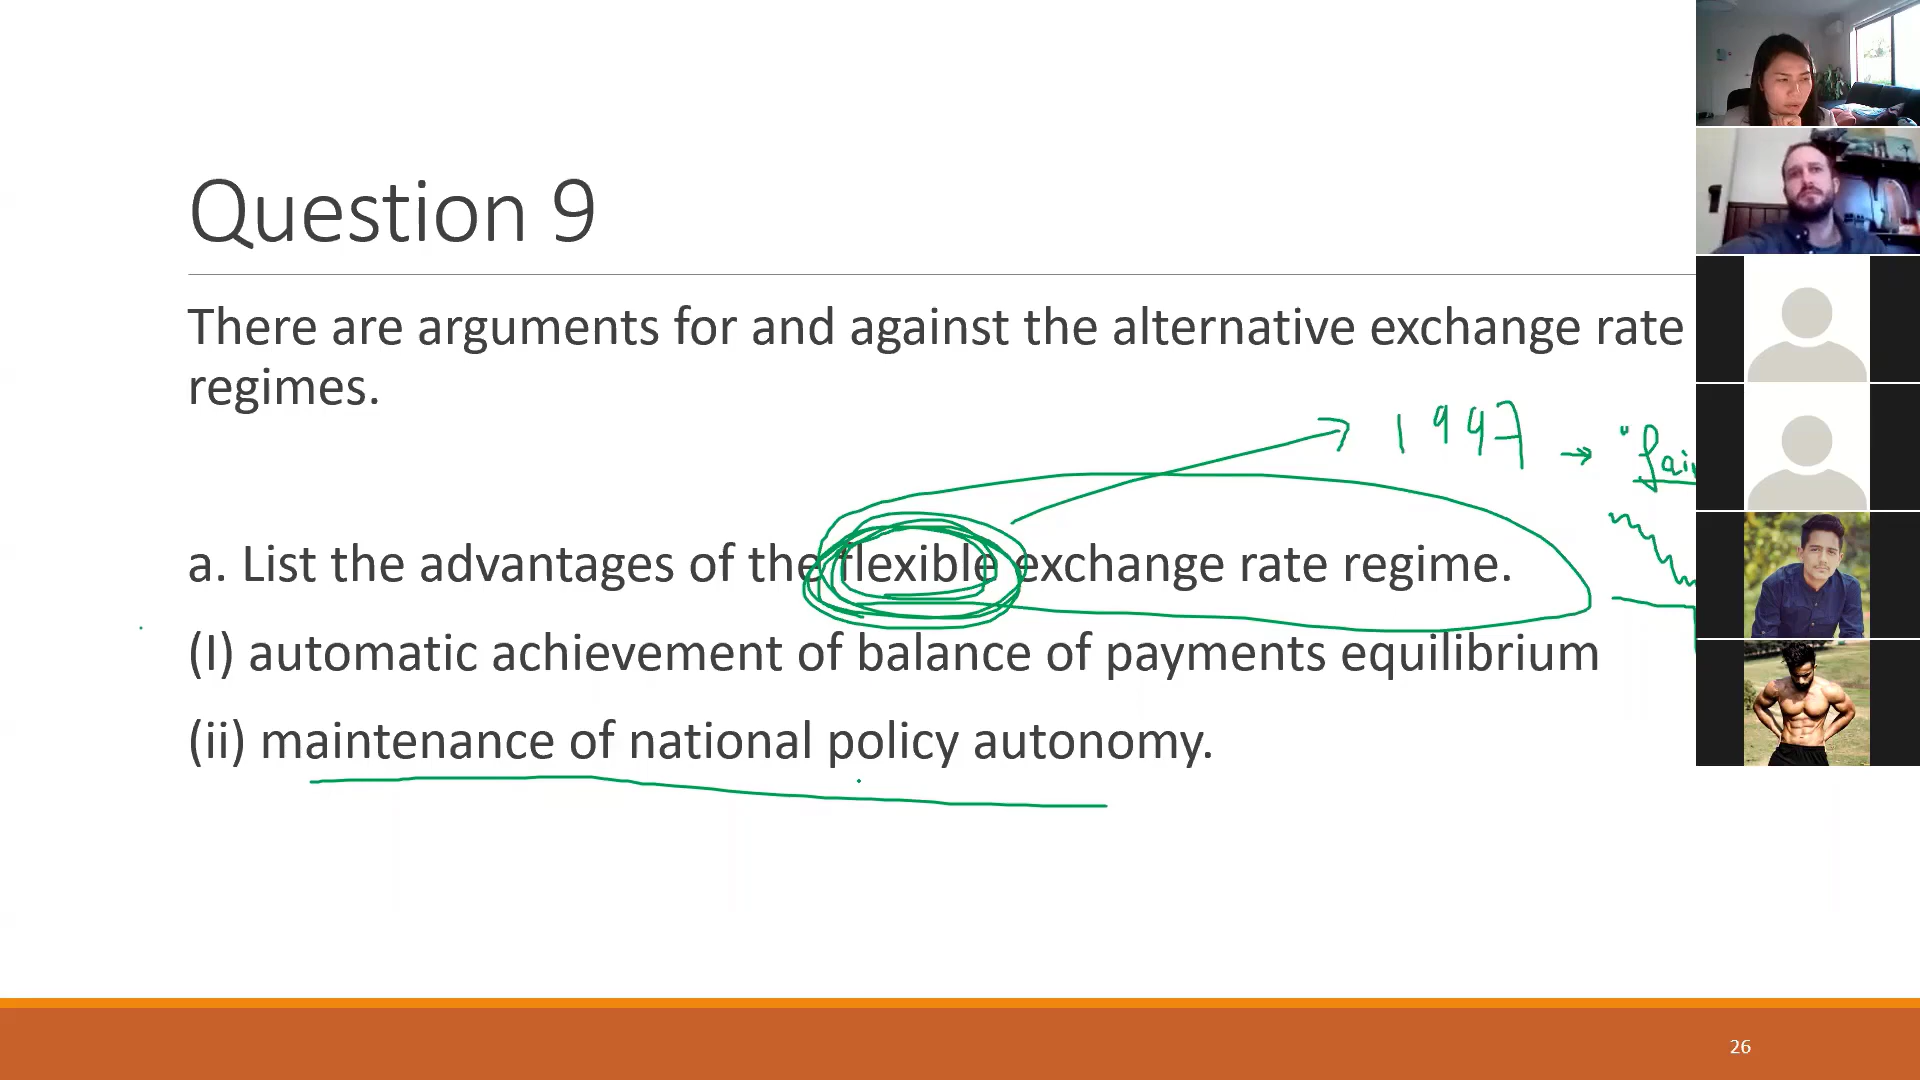 Question 9
There are arguments for and against the alternative exchange rate
regimes.
1997 →
a. List the advantages of the flexible exchange rate regime.
(I) automatic achievement of balance of payments equilibrium
(ii) maintenance of national policy autonomy.
26